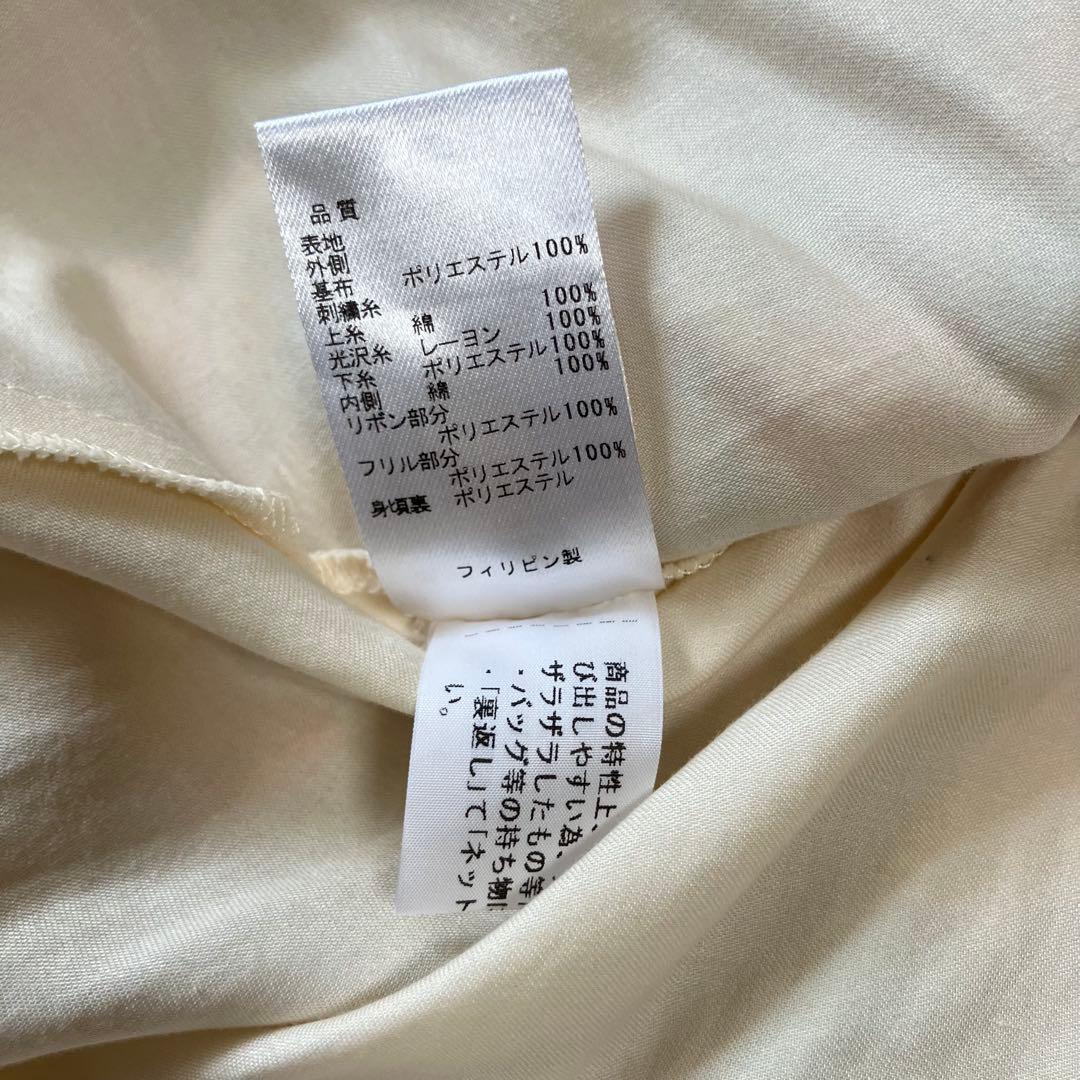 品質
表地
外側
基布 ポリエステル100%
刺繍糸
上糸 綿 100%
光沢糸 レーヨン 100%
下糸 ポリエステル100%
内側 綿 100%
リボン部分
ポリエステル100%
フリル部分
ポリエステル100%
身頃裏 ポリエステル
フィリピン製
商品の特性上、
び出しやすい為、
ザラザラしたもの等
・バッグ等の持ち物に
・「裏返し」で「ネット
い。